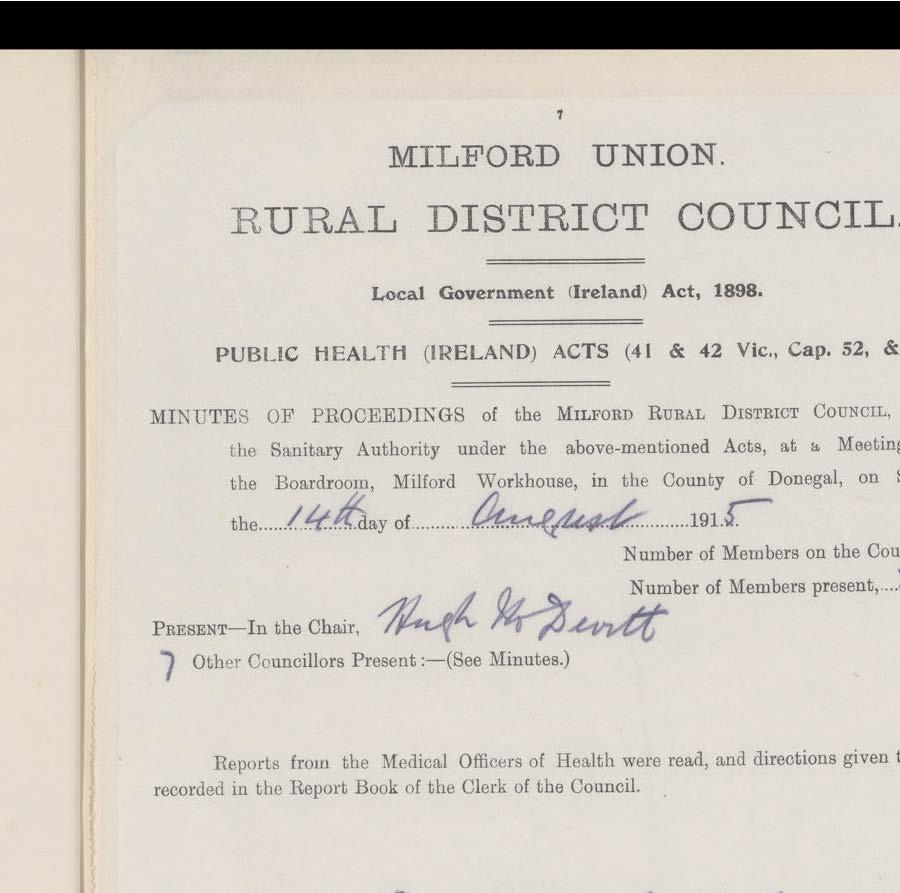 7
MILFORD UNION.
RURAL DISTRICT COUNCIL.
Local Government (Ireland) Act, 1898.
PUBLIC HEALTH (IRELAND) ACTS (41 & 42 Vic., Cap. 52, &
MINUTES OF PROCEEDINGS of the MILFORD RURAL DISTRICT COUNCIL,
the Sanitary Authority under the above-mentioned Acts, at a Meeting
the Boardroom, Milford Workhouse, in the County of Donegal, on
the......14th.day of..........August............1915.
Number of Members on the Cou
Number of Members present,....
PRESENT—In the Chair, Hugh McDevitt
7 Other Councillors Present:—(See Minutes.)
Reports from the Medical Officers of Health were read, and directions given
recorded in the Report Book of the Clerk of the Council.